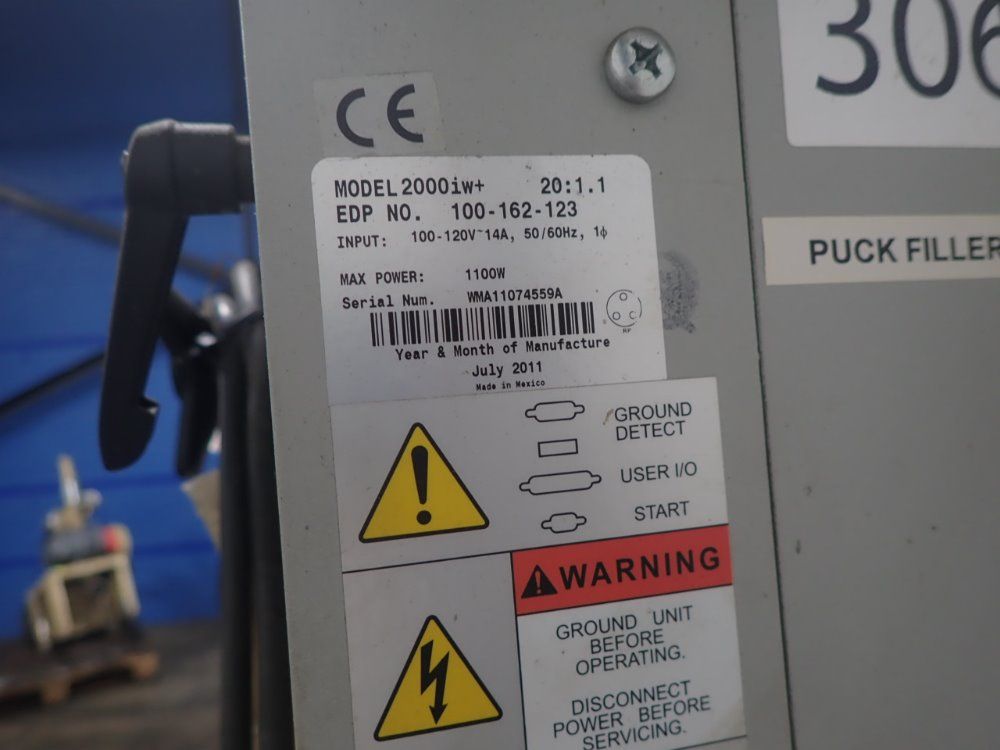 306
CE
MODEL 2000iw+ 20:1.1
EDP NO. 100-162-123
INPUT: 100-120V~14A, 50/60Hz, 1ϕ
MAX POWER: 1100W
Serial Num. WMA11074559A
RF
Year & Month of Manufacture
July 2011
Made in Mexico
PUCK FILLER
GROUND
DETECT
USER I/O
START
WARNING
GROUND UNIT
BEFORE
OPERATING.
DISCONNECT
POWER BEFORE
SERVICING.